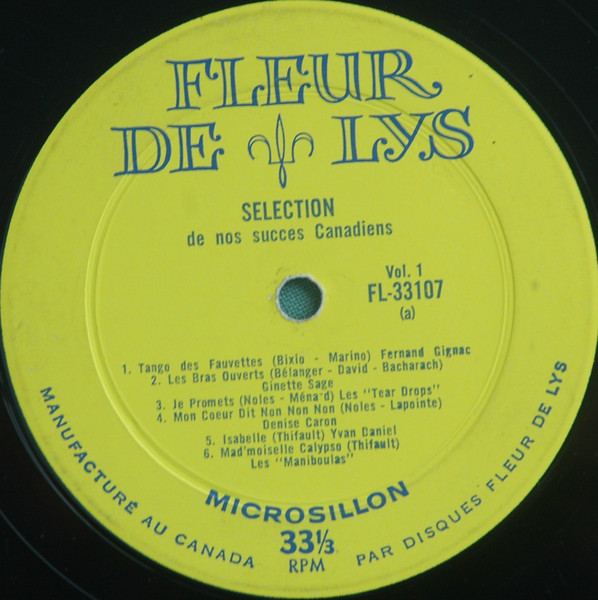 FLEUR
DE LYS
SELECTION
de nos succes Canadiens
Vol. 1
FL-33107
(a)
1. Tango des Fauvettes (Bixio - Marino) Fernand Gignac
2. Les Bras Ouverts (Bélanger - David - Bacharach)
Ginette Sage
3. Je Promets (Noles - Ména·d) Les "Tear Drops"
4. Mon Coeur Dit Non Non Non (Noles - Lapointe)
Denise Caron
5. Isabelle (Thifault) Yvan Daniel
6. Mad'moiselle Calypso (Thifault)
Les "Maniboulas"
MICROSILLON
33⅓
RPM
MANUFACTURÉ AU CANADA PAR DISQUES FLEUR DE LYS